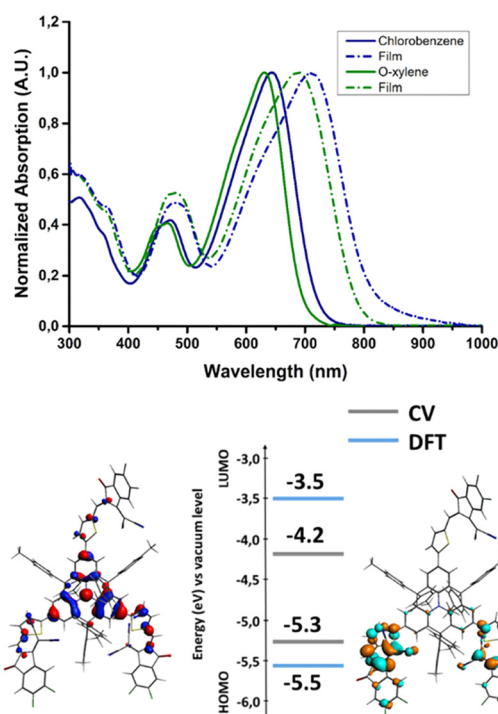 1,2
1,0
0,8
0,6
0,4
0,2
0,0
Normalized Absorption (A.U.)
Chlorobenzene
Film
O-xylene
Film
300 400 500 600 700 800 900 1000
Wavelength (nm)
CV
DFT
LUMO
-3,0
-3.5
-3,5
-4,0
-4.2
-4,5
Energy (eV) vs vacuum level
-5,0
-5.3
-5,5
-5.5
HOMO
-6,0